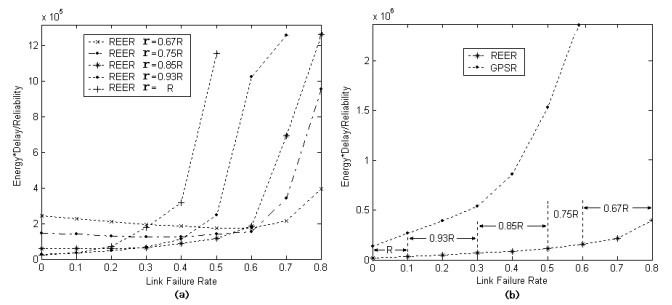 x 10⁵
12
10
8
6
4
2
0
0 0.1 0.2 0.3 0.4 0.5 0.6 0.7 0.8
Energy*Delay/Reliability
Link Failure Rate
REER r=0.67R
REER r=0.75R
REER r=0.85R
REER r=0.93R
REER r= R
(a)
x 10⁶
2
1.5
1
0.5
0
0 0.1 0.2 0.3 0.4 0.5 0.6 0.7 0.8
Energy*Delay/Reliability
Link Failure Rate
REER
GPSR
R
0.93R
0.85R
0.75R
0.67R
(b)